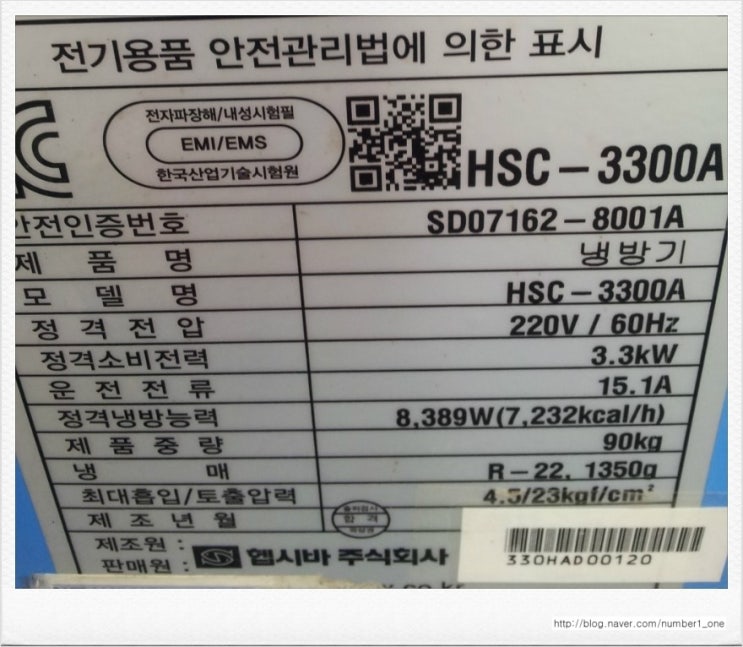 전기용품 안전관리법에 의한 표시
전자파장해/내성시험필
EMI/EMS
한국산업기술시험원
HSC-3300A
안전인증번호 SD07162-8001A
제 품 명 냉방기
모 델 명 HSC-3300A
정 격 전 압 220V / 60Hz
정격소비전력 3.3kW
운 전 전 류 15.1A
정격냉방능력 8,389W(7,232kcal/h)
제 품 중 량 90kg
냉 매 R-22, 1350g
최대흡입/토출압력 4.5/23kgf/cm²
제 조 년 월 합격
제조원 :
판매원 : 햅시바 주식회사
330HAD00120
http://blog.naver.com/number1_one